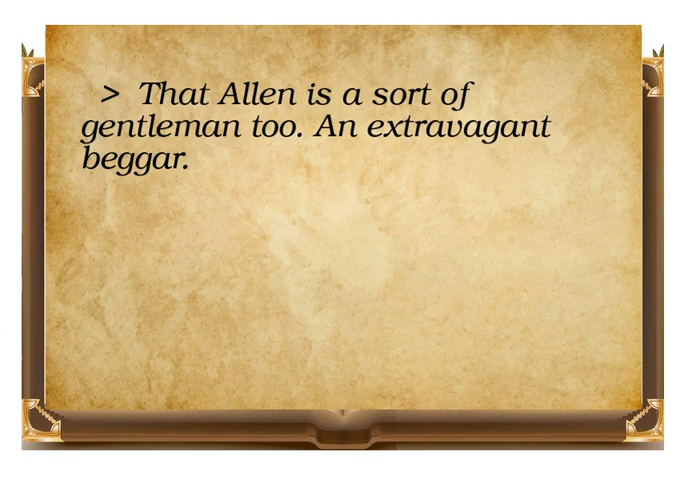 > That Allen is a sort of
gentleman too. An extravagant
beggar.